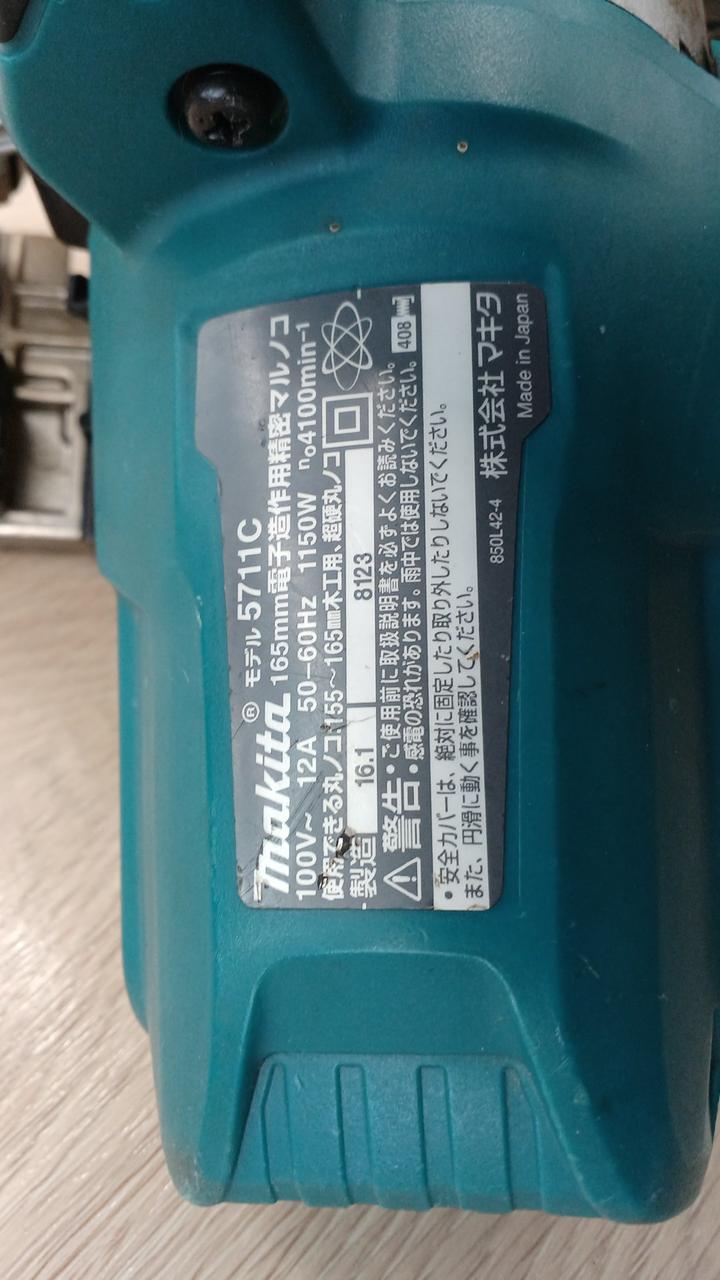 makita® モデル 5711C
165mm電子造作用精密マルノコ
100V～ 12A 50-60Hz 1150W n₀4100min⁻¹
使用できる丸ノコ155～165mm木工用、超硬丸ノコ
製造 16.1 8123
警告
・ご使用前に取扱説明書を必ずよくお読みください。
・感電の恐れがあります。雨中では使用しないでください。
408
・安全カバーは、絶対に固定したり取り外したりしないでください。
また、円滑に動く事を確認してください。
850L42-4 株式会社マキタ
Made in Japan